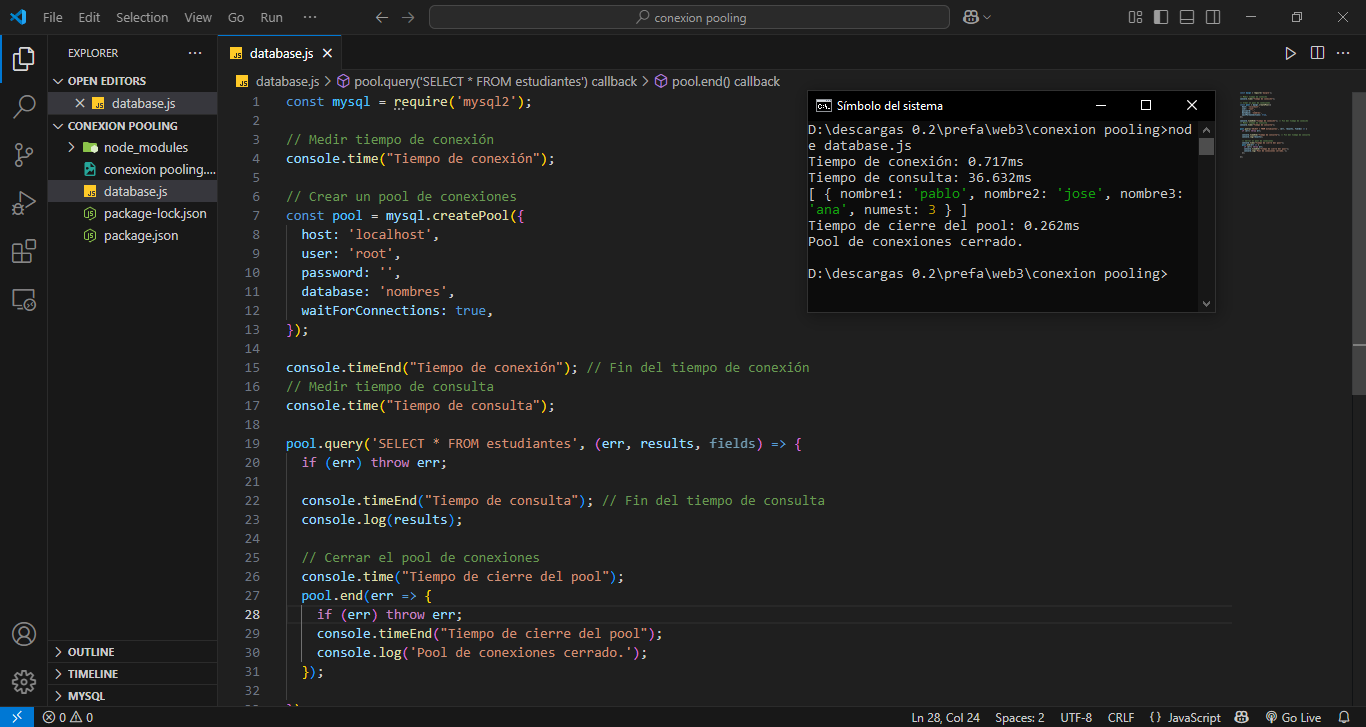 File Edit Selection View Go Run ··· conexion pooling
EXPLORER ···
OPEN EDITORS
database.js
CONEXION POOLING
node_modules
conexion pooling....
database.js
package-lock.json
package.json
OUTLINE
TIMELINE
MYSQL
database.js
database.js > pool.query('SELECT * FROM estudiantes') callback > pool.end() callback
1 const mysql = require('mysql2');
2
3 // Medir tiempo de conexión
4 console.time("Tiempo de conexión");
5
6 // Crear un pool de conexiones
7 const pool = mysql.createPool({
8 host: 'localhost',
9 user: 'root',
10 password: '',
11 database: 'nombres',
12 waitForConnections: true,
13 });
14
15 console.timeEnd("Tiempo de conexión"); // Fin del tiempo de conexión
16 // Medir tiempo de consulta
17 console.time("Tiempo de consulta");
18
19 pool.query('SELECT * FROM estudiantes', (err, results, fields) => {
20 if (err) throw err;
21
22 console.timeEnd("Tiempo de consulta"); // Fin del tiempo de consulta
23 console.log(results);
24
25 // Cerrar el pool de conexiones
26 console.time("Tiempo de cierre del pool");
27 pool.end(err => {
28 if (err) throw err;
29 console.timeEnd("Tiempo de cierre del pool");
30 console.log('Pool de conexiones cerrado.');
31 });
32
Símbolo del sistema
D:\descargas 0.2\prefa\web3\conexion pooling>nod
e database.js
Tiempo de conexión: 0.717ms
Tiempo de consulta: 36.632ms
[ { nombre1: 'pablo', nombre2: 'jose', nombre3:
'ana', numest: 3 } ]
Tiempo de cierre del pool: 0.262ms
Pool de conexiones cerrado.
D:\descargas 0.2\prefa\web3\conexion pooling>
0 0 Ln 28, Col 24 Spaces: 2 UTF-8 CRLF {} JavaScript Go Live